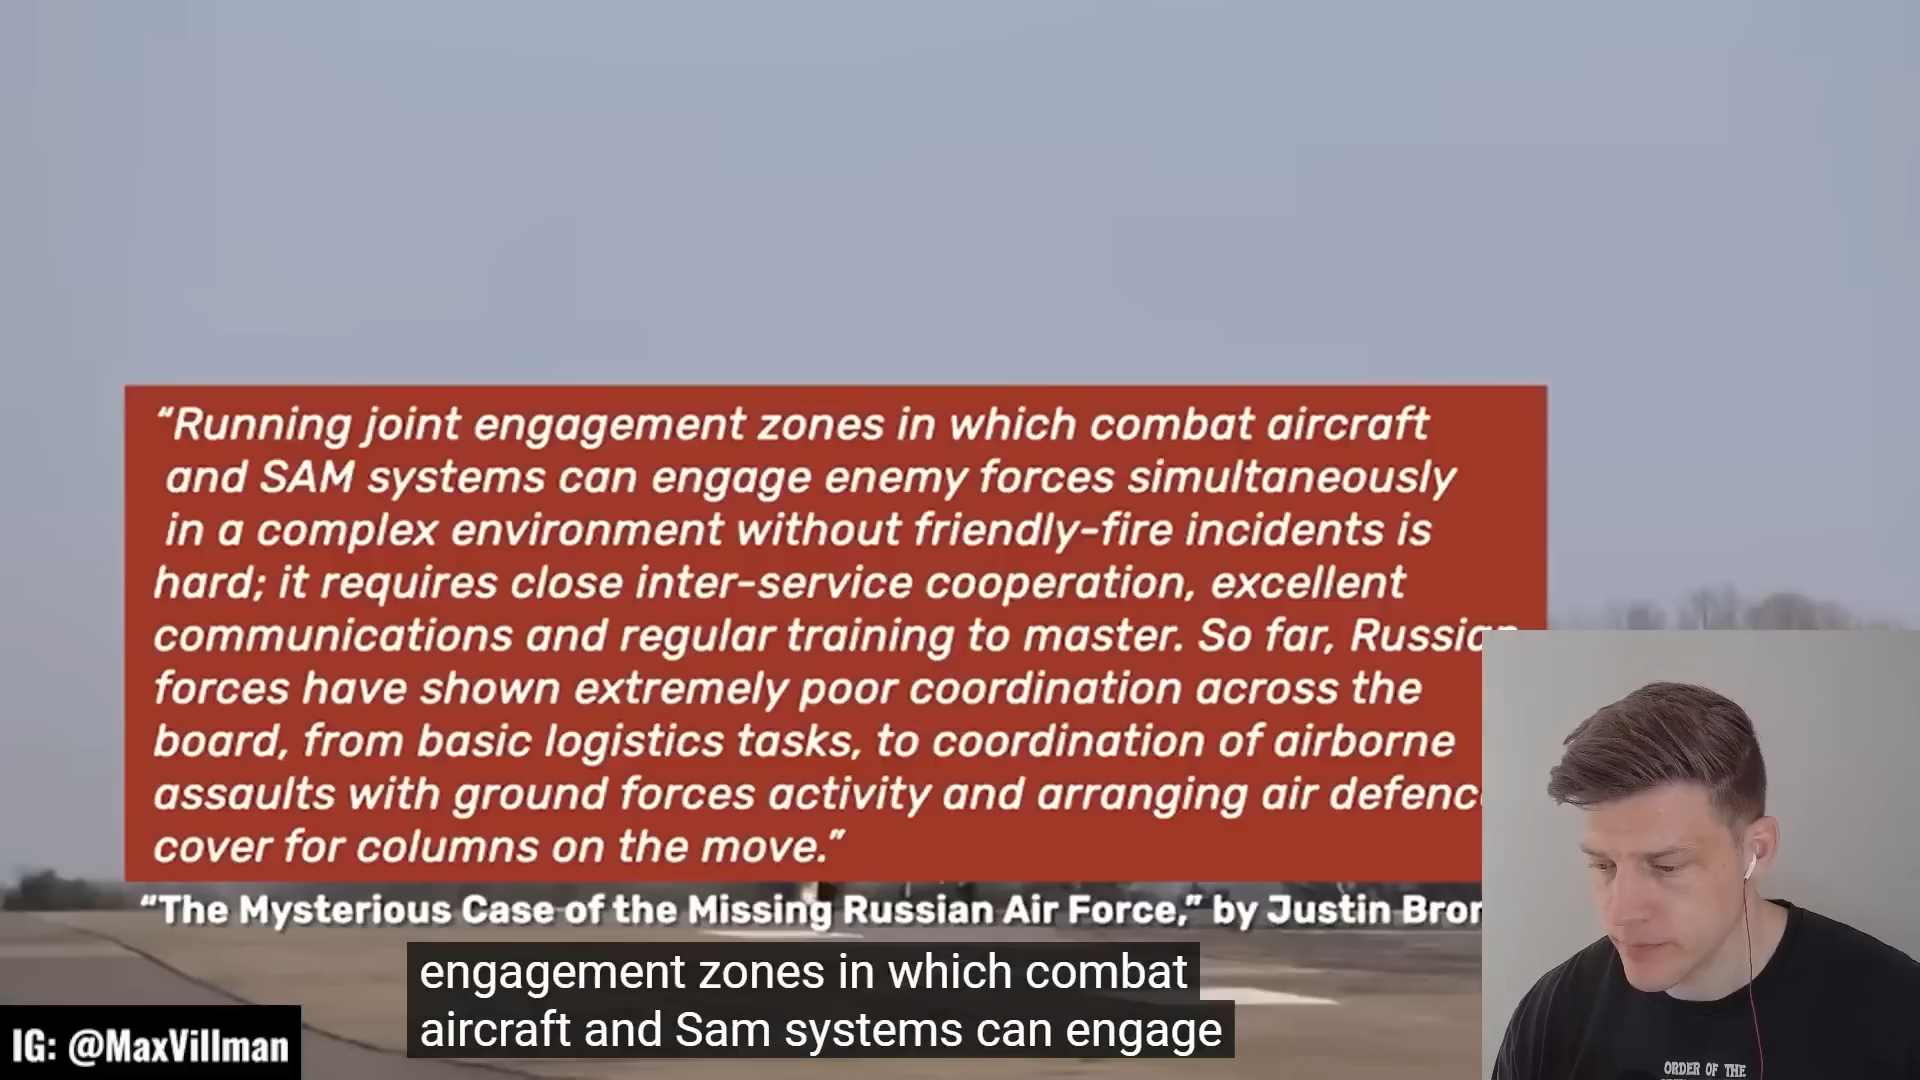 “Running joint engagement zones in which combat aircraft
and SAM systems can engage enemy forces simultaneously
in a complex environment without friendly-fire incidents is
hard; it requires close inter-service cooperation, excellent
communications and regular training to master. So far, Russian
forces have shown extremely poor coordination across the
board, from basic logistics tasks, to coordination of airborne
assaults with ground forces activity and arranging air defenc
cover for columns on the move.”
“The Mysterious Case of the Missing Russian Air Force,” by Justin Bron
engagement zones in which combat
aircraft and Sam systems can engage
IG: @MaxVillman
ORDER OF THE